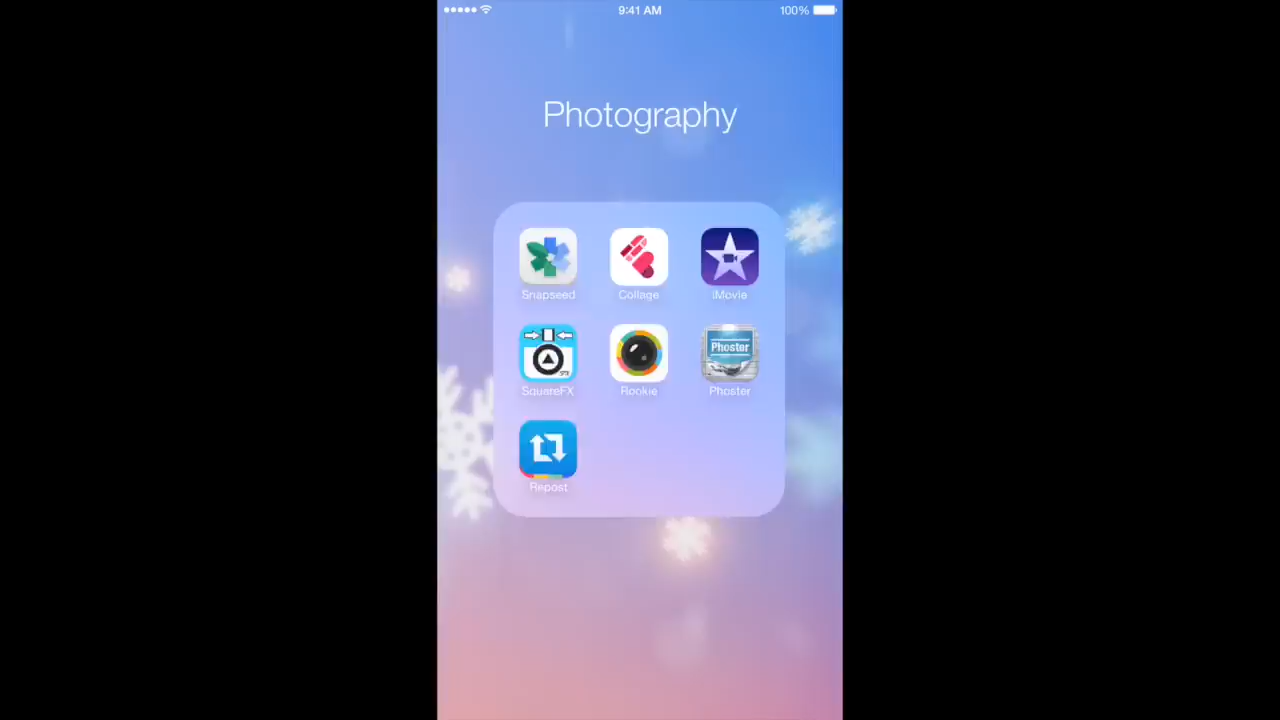 9:41 AM
100%
Photography
Snapseed
Collage
iMovie
Phoster
SquareFX
Rookie
Phoster
Repost